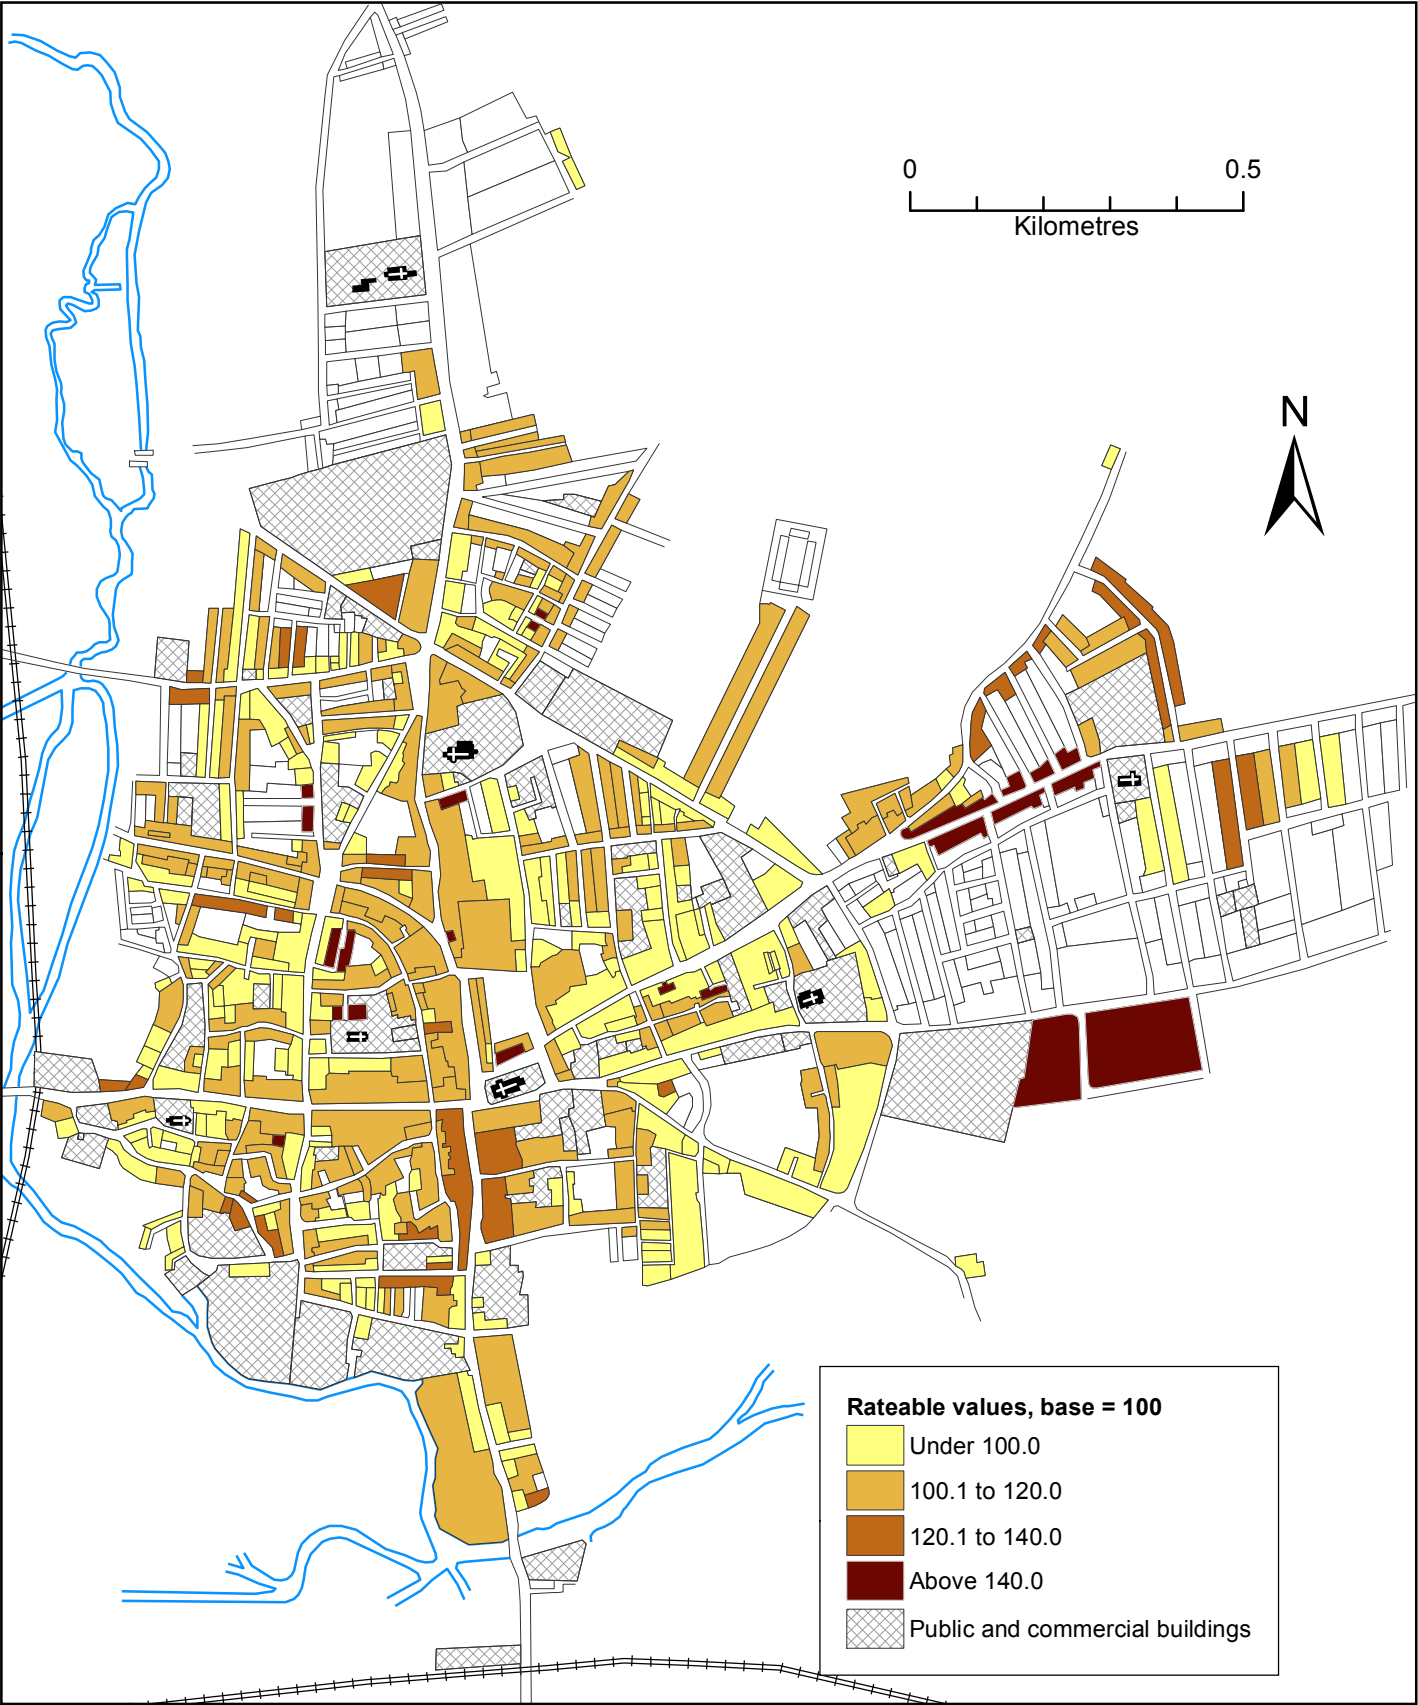 0 0.5
Kilometres
N
Rateable values, base = 100
Under 100.0
100.1 to 120.0
120.1 to 140.0
Above 140.0
Public and commercial buildings